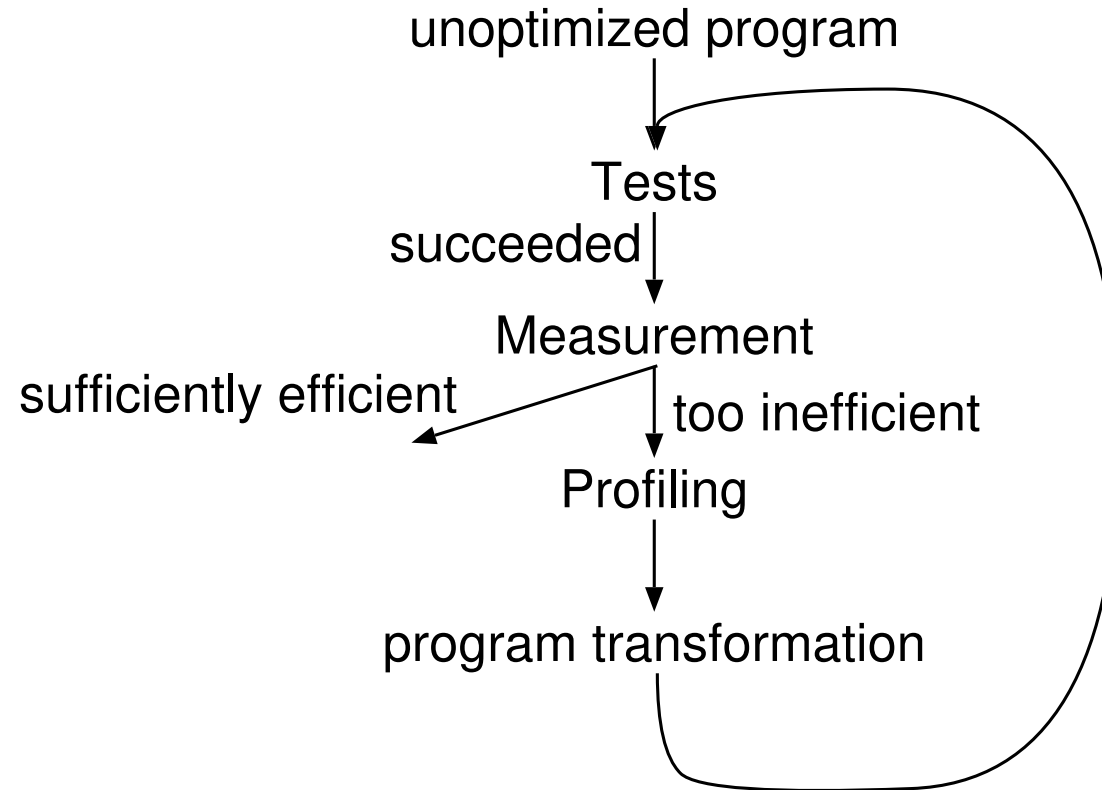 unoptimized program
Tests
succeeded
Measurement
sufficiently efficient
too inefficient
Profiling
program transformation